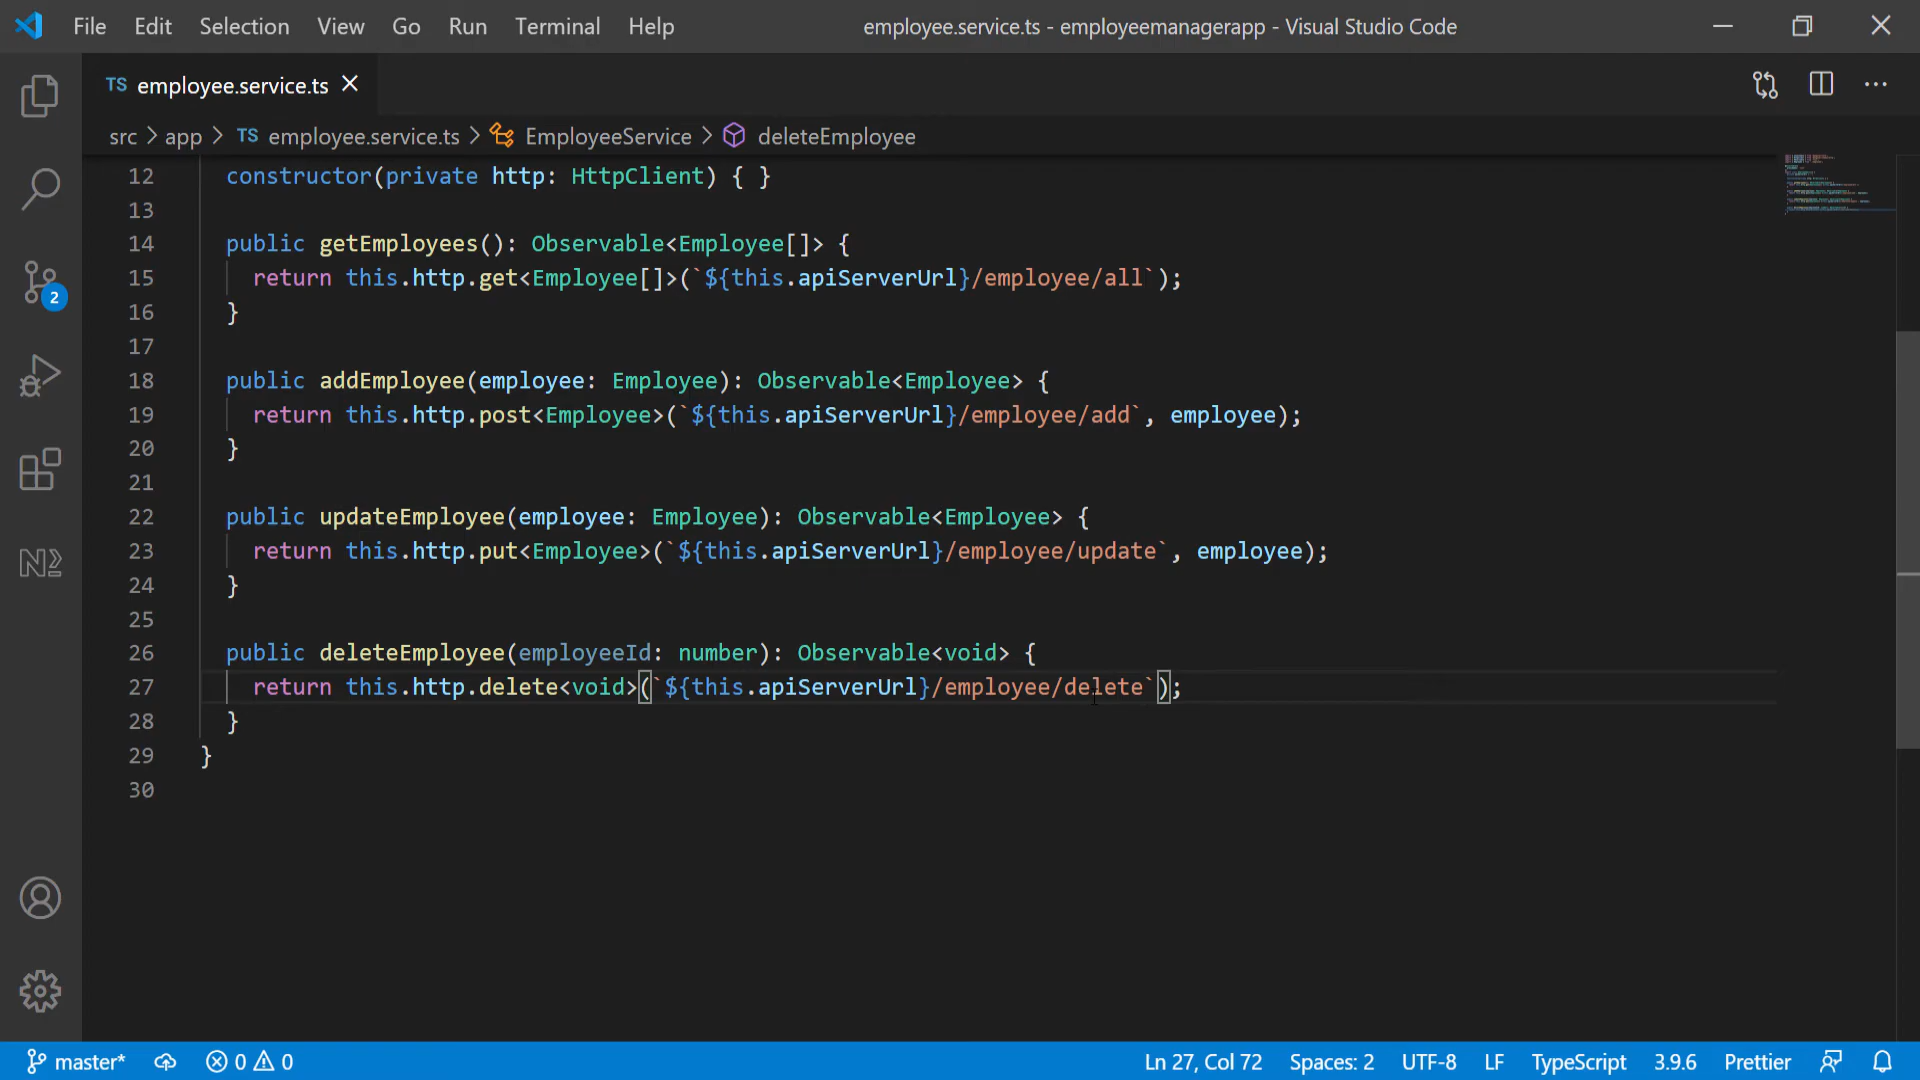 File Edit Selection View Go Run Terminal Help employee.service.ts - employeemanagerapp - Visual Studio Code
TS employee.service.ts
src > app > TS employee.service.ts > EmployeeService > deleteEmployee
12 constructor(private http: HttpClient) { }
13
14 public getEmployees(): Observable<Employee[]> {
15 return this.http.get<Employee[]>(`${this.apiServerUrl}/employee/all`);
16 }
17
18 public addEmployee(employee: Employee): Observable<Employee> {
19 return this.http.post<Employee>(`${this.apiServerUrl}/employee/add`, employee);
20 }
21
22 public updateEmployee(employee: Employee): Observable<Employee> {
23 return this.http.put<Employee>(`${this.apiServerUrl}/employee/update`, employee);
24 }
25
26 public deleteEmployee(employeeId: number): Observable<void> {
27 return this.http.delete<void>(`${this.apiServerUrl}/employee/delete`);
28 }
29 }
30
2
master* 0 0 Ln 27, Col 72 Spaces: 2 UTF-8 LF TypeScript 3.9.6 Prettier